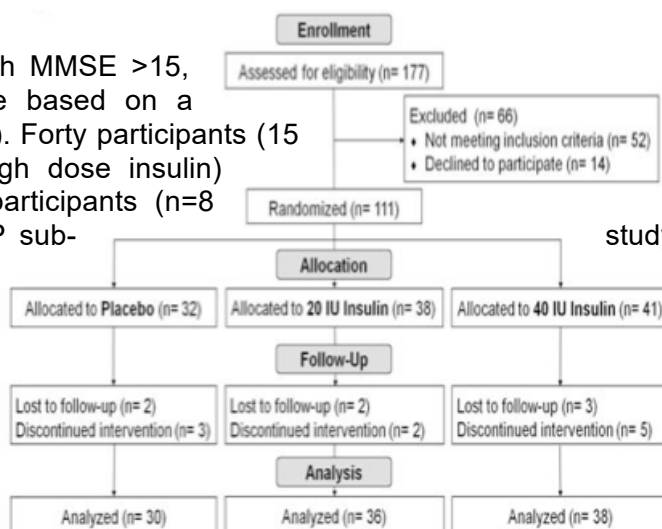 Enrollment
h MMSE >15,
Assessed for eligibility (n= 177)
e based on a
). Forty participants (15
gh dose insulin)
participants (n=8
sub-
study
Excluded (n= 66)
♦ Not meeting inclusion criteria (n= 52)
♦ Declined to participate (n= 14)
Randomized (n= 111)
Allocation
Allocated to Placebo (n= 32)
Allocated to 20 IU Insulin (n= 38)
Allocated to 40 IU Insulin (n= 41)
Follow-Up
Lost to follow-up (n= 2)
Discontinued intervention (n= 3)
Lost to follow-up (n= 2)
Discontinued intervention (n= 2)
Lost to follow-up (n= 3)
Discontinued intervention (n= 5)
Analysis
Analyzed (n= 30)
Analyzed (n= 36)
Analyzed (n= 38)